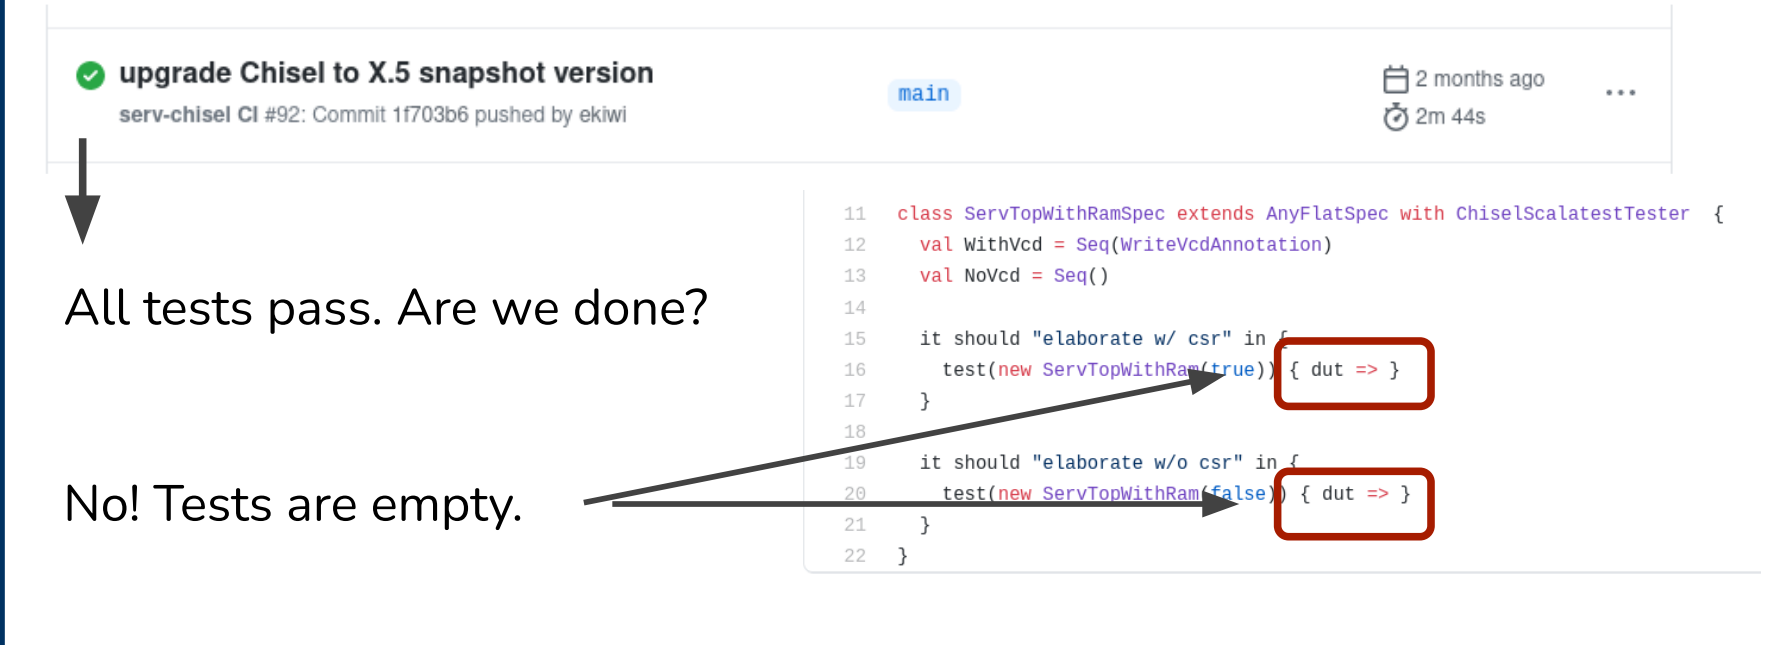 upgrade Chisel to X.5 snapshot version
serv-chisel CI #92: Commit 1f703b6 pushed by ekiwi
main
2 months ago
2m 44s
All tests pass. Are we done?
No! Tests are empty.
11 class ServTopWithRamSpec extends AnyFlatSpec with ChiselScalatestTester {
12 val WithVcd = Seq(WriteVcdAnnotation)
13 val NoVcd = Seq()
14
15 it should "elaborate w/ csr" in {
16 test(new ServTopWithRam(true)) { dut => }
17 }
18
19 it should "elaborate w/o csr" in {
20 test(new ServTopWithRam(false)) { dut => }
21 }
22 }